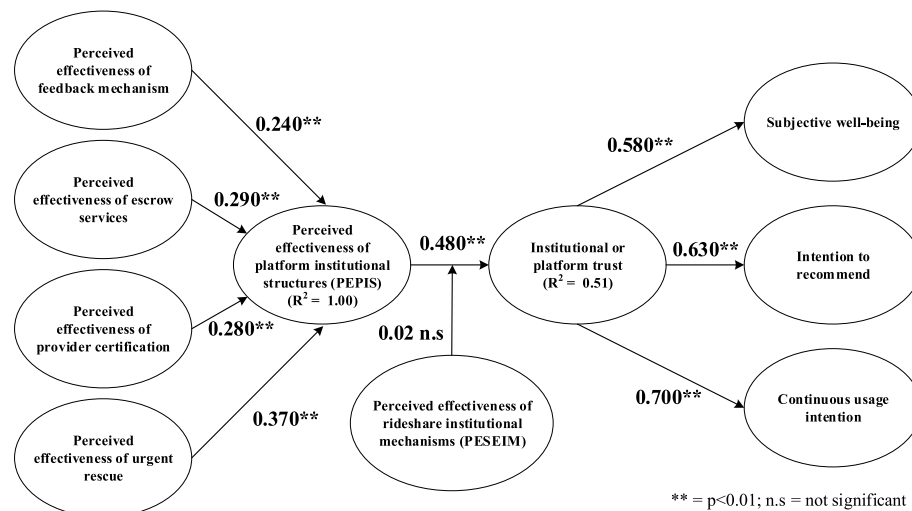 Perceived
effectiveness of
feedback mechanism
0.240**
Perceived
effectiveness of escrow
services
0.290**
Perceived
effectiveness of
provider certification
0.280**
Perceived
effectiveness of urgent
rescue
0.370**
Perceived
effectiveness of
platform institutional
structures (PEPIS)
(R² = 1.00)
0.480**
0.02 n.s
Perceived effectiveness of
rideshare institutional
mechanisms (PESEIM)
Institutional or
platform trust
(R² = 0.51)
0.580**
Subjective well-being
0.630**
Intention to
recommend
0.700**
Continuous usage
intention
** = p<0.01; n.s = not significant